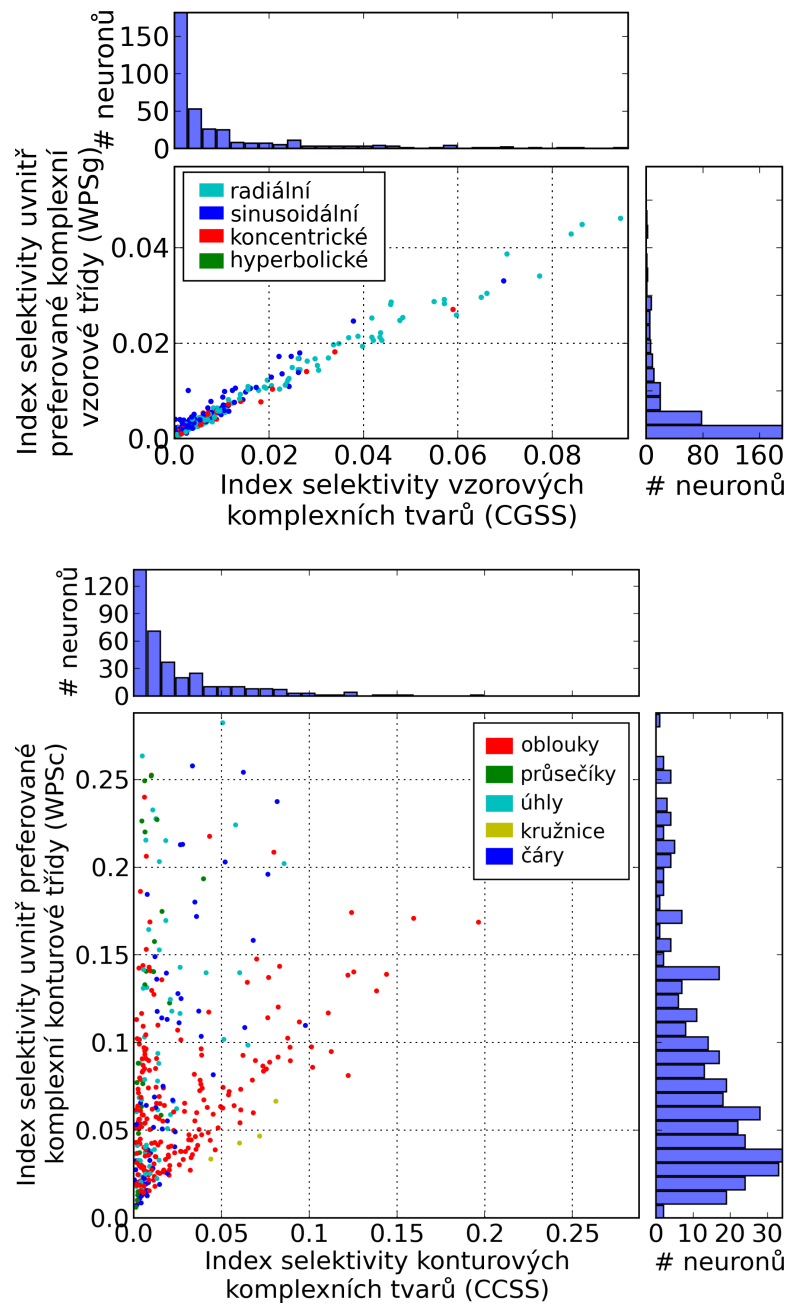 150
100
50
0
# neuronů
radiální
sinusoidální
koncentrické
hyperbolické
0.04
0.02
0.0
Index selektivity uvnitř
preferované komplexní
vzorové třídy (WPSg)
0.0 0.02 0.04 0.06 0.08
Index selektivity vzorových
komplexních tvarů (CGSS)
0 80 160
# neuronů
120
90
60
30
0
# neuronů
oblouky
průsečíky
úhly
kružnice
čáry
0.25
0.2
0.15
0.1
0.05
0.0
Index selektivity uvnitř preferované
komplexní konturové třídy (WPSc)
0.0 0.05 0.1 0.15 0.2 0.25
Index selektivity konturových
komplexních tvarů (CCSS)
0 10 20 30
# neuronů